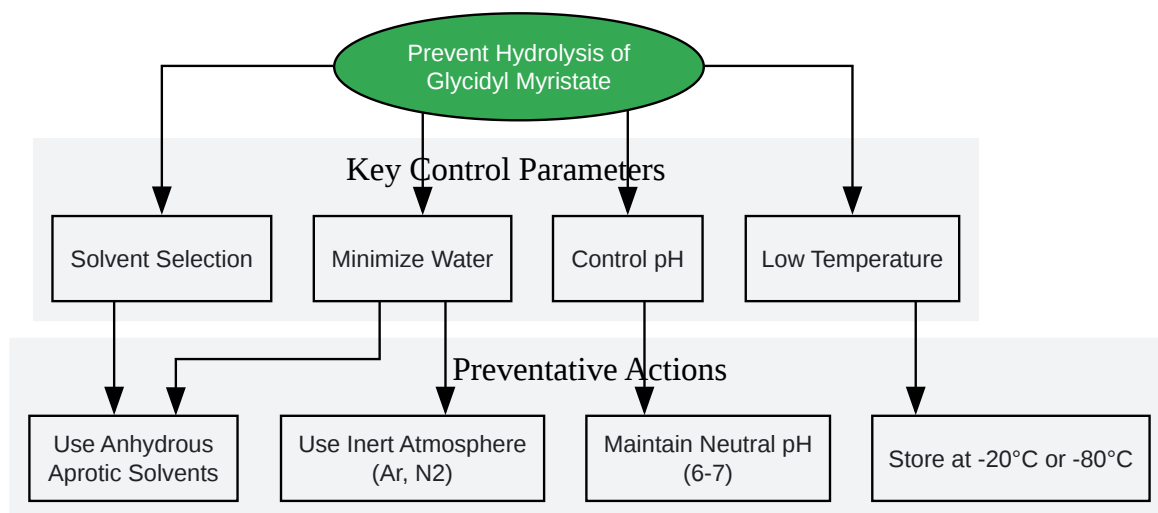 Prevent Hydrolysis of
Glycidyl Myristate
Key Control Parameters
Solvent Selection
Minimize Water
Control pH
Low Temperature
Preventative Actions
Use Anhydrous
Aprotic Solvents
Use Inert Atmosphere
(Ar, N2)
Maintain Neutral pH
(6-7)
Store at -20°C or -80°C